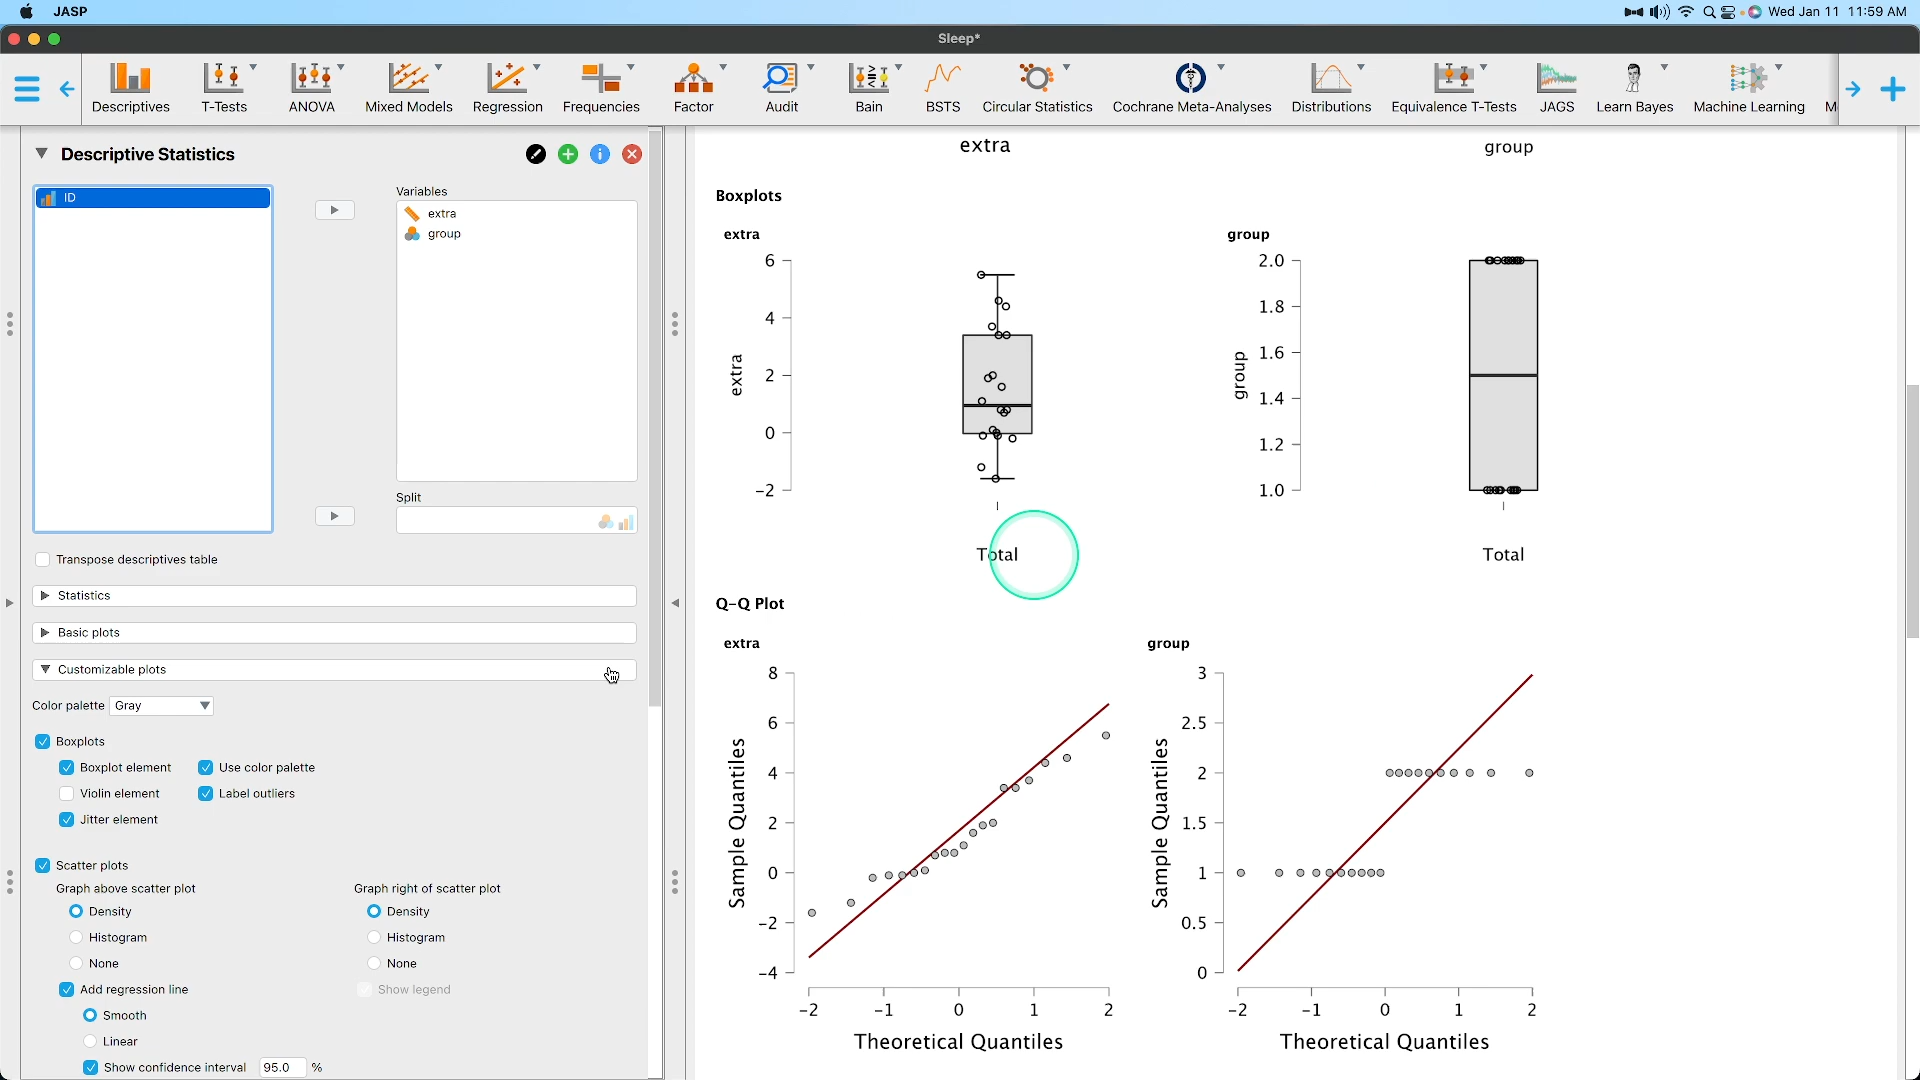 JASP
Wed Jan 11 11:59 AM
Sleep*
Descriptives
T-Tests
ANOVA
Mixed Models
Regression
Frequencies
Factor
Audit
Bain
BSTS
Circular Statistics
Cochrane Meta-Analyses
Distributions
Equivalence T-Tests
JAGS
Learn Bayes
Machine Learning
M
Descriptive Statistics
ID
Variables
extra
group
Split
Transpose descriptives table
Statistics
Basic plots
Customizable plots
Color palette Gray
Boxplots
Boxplot element
Use color palette
Violin element
Label outliers
Jitter element
Scatter plots
Graph above scatter plot
Graph right of scatter plot
Density
Density
Histogram
Histogram
None
None
Add regression line
Show legend
Smooth
Linear
Show confidence interval 95.0 %
extra
group
Boxplots
extra
6
4
2
0
-2
extra
Total
group
2.0
1.8
1.6
1.4
1.2
1.0
group
Total
Q-Q Plot
extra
8
6
4
2
0
-2
-4
Sample Quantiles
-2 -1 0 1 2
Theoretical Quantiles
group
3
2.5
2
1.5
1
0.5
0
Sample Quantiles
-2 -1 0 1 2
Theoretical Quantiles